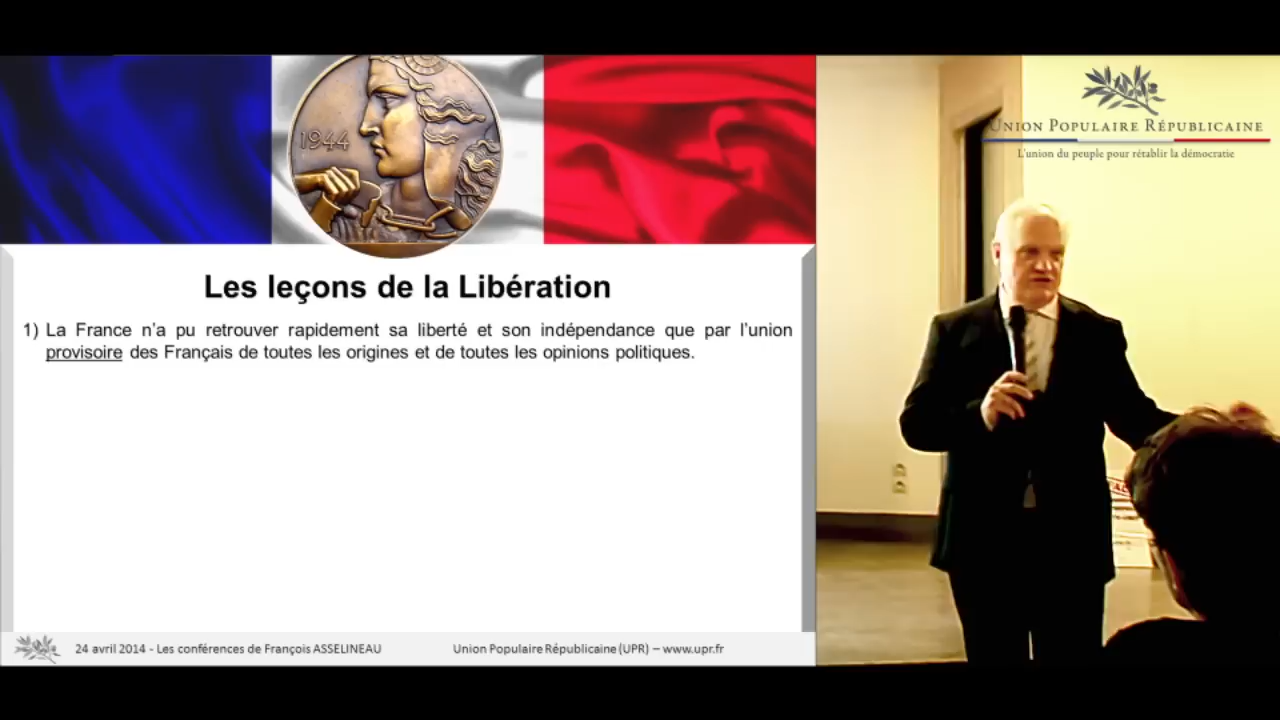 1944
Les leçons de la Libération
1) La France n’a pu retrouver rapidement sa liberté et son indépendance que par l’union
provisoire des Français de toutes les origines et de toutes les opinions politiques.
24 avril 2014 - Les conférences de François ASSELINEAU
Union Populaire Républicaine (UPR) – www.upr.fr
UNION POPULAIRE RÉPUBLICAINE
L'union du peuple pour rétablir la démocratie